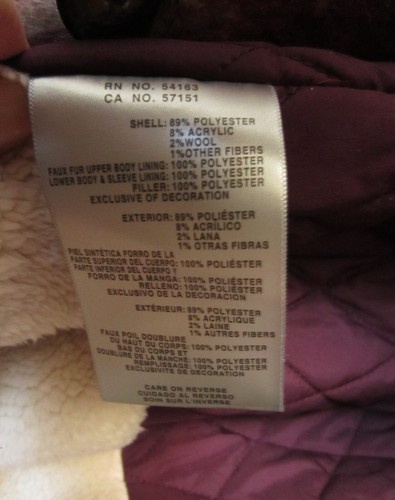 RN NO. 54163
CA NO. 57151
SHELL: 89% POLYESTER
8% ACRYLIC
2%WOOL
1%OTHER FIBERS
FAUX FUR UPPER BODY LINING: 100% POLYESTER
LOWER BODY & SLEEVE LINING: 100% POLYESTER
FILLER: 100% POLYESTER
EXCLUSIVE OF DECORATION
EXTERIOR: 89% POLIÉSTER
8% ACRILICO
2% LANA
1% OTRAS FIBRAS
PIEL SINTÉTICA FORRO DE LA
PARTE SUPERIOR DEL CUERPO: 100% POLIÉSTER
PARTE INFERIOR DEL CUERPO Y
FORRO DE LA MANGA: 100% POLIÉSTER
RELLENO: 100% POLIÉSTER
EXCLUSIVO DE LA DECORACION
EXTÉRIEUR: 89% POLYESTER
8% ACRYLIQUE
2% LAINE
1% AUTRES FIBERS
FAUX POIL DOUBLURE
DU HAUT DU CORPS: 100% POLYESTER
BAS DU CORPS ET
DOUBLURE DE LA MANCHE: 100% POLYESTER
REMPLISSAGE: 100% POLYESTER
EXCLUSIVITE DE DECORATION
CARE ON REVERSE
CUIDADO AL REVERSO
SOIN SUR L'INVERSE